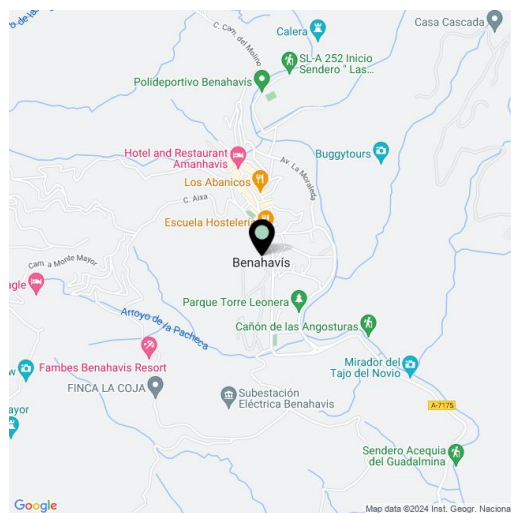 Casa Cascada
C. Cam. del Molino
Calera
SL-A 252 Inicio
Sendero " Las...
Polideportivo Benahavís
Hotel and Restaurant
Amanhavis
Av. La Moraleda
Buggytours
Los Abanicos
C. Aixa
Escuela Hostelería
Benahavís
Cam. a Monte Mayor
Parque Torre Leonera
Arroyo de la Pacheca
Cañón de las Angosturas
Fambes Benahavis Resort
Mirador del
Tajo del Novio
FINCA LA COJA
Subestación
Eléctrica Benahavis
A-7175
Sendero Acequia
del Guadalmina
Google
Map data ©2024 Inst. Geogr. Nacional